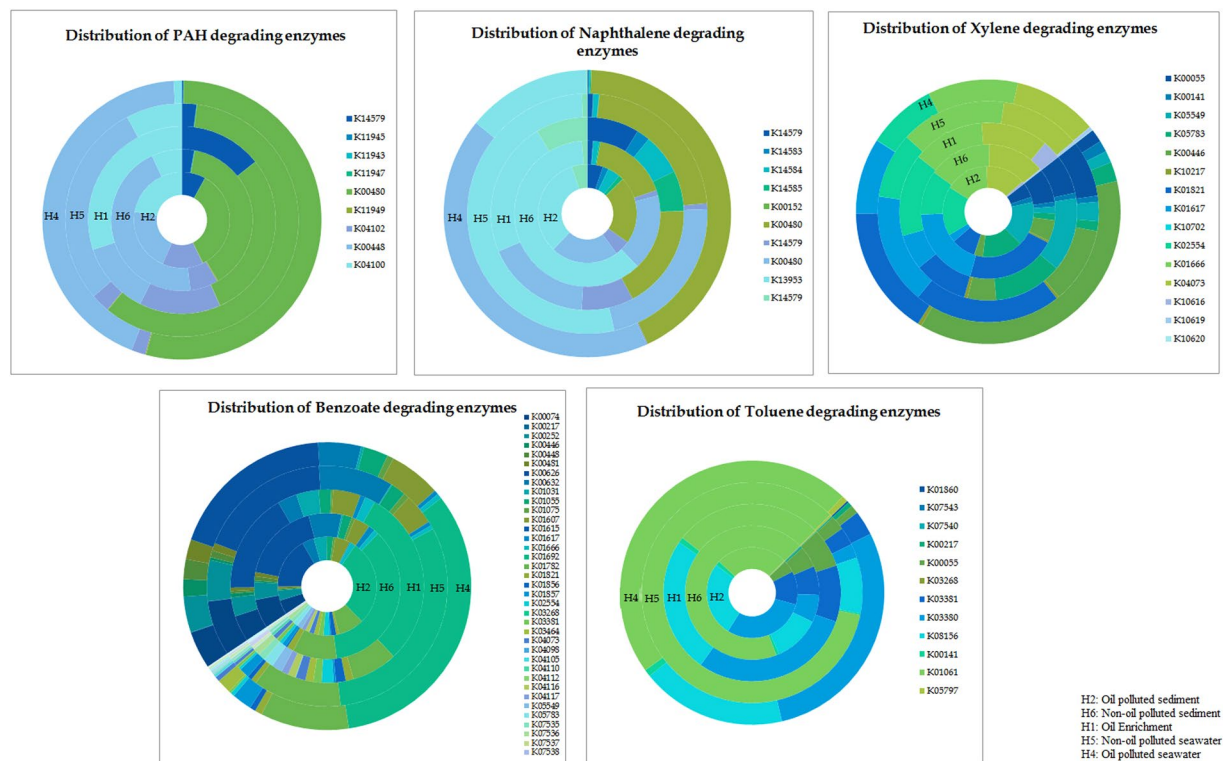 Distribution of PAH degrading enzymes
H4
H5
H1
H6
H2
K14579
K11945
K11943
K11947
K00480
K11949
K04102
K00448
K04100
Distribution of Naphthalene degrading
enzymes
H4
H5
H1
H6
H2
K14579
K14583
K14584
K14585
K00152
K00480
K14579
K00480
K13953
K14579
Distribution of Xylene degrading enzymes
H4
H5
H1
H6
H2
K00055
K00141
K05549
K05783
K00446
K10217
K01821
K01617
K10702
K02554
K01666
K04073
K10616
K10619
K10620
Distribution of Benzoate degrading enzymes
H2
H6
H1
H5
H4
K00074
K00217
K00252
K00446
K00448
K00481
K00626
K00632
K01031
K01055
K01075
K01607
K01615
K01617
K01666
K01692
K01782
K01821
K01856
K01857
K02554
K03268
K03381
K03464
K04073
K04098
K04105
K04110
K04112
K04116
K04117
K05549
K05783
K07535
K07536
K07537
K07538
Distribution of Toluene degrading enzymes
H4
H5
H1
H6
H2
K01860
K07543
K07540
K00217
K00055
K03268
K03381
K03380
K08156
K00141
K01061
K05797
H2: Oil polluted sediment
H6: Non-oil polluted sediment
H1: Oil Enrichment
H5: Non-oil polluted seawater
H4: Oil polluted seawater